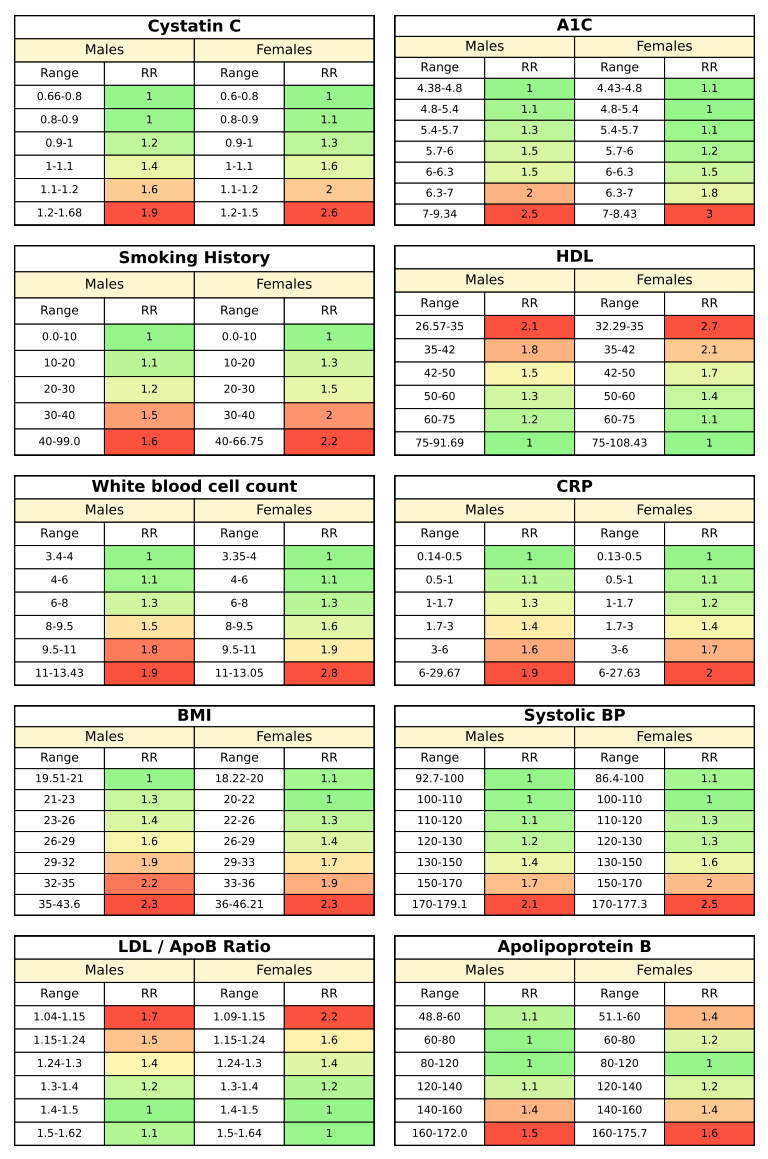 Cystatin C
Males Females
Range RR Range RR
0.66-0.8 1 0.6-0.8 1
0.8-0.9 1 0.8-0.9 1.1
0.9-1 1.2 0.9-1 1.3
1-1.1 1.4 1-1.1 1.6
1.1-1.2 1.6 1.1-1.2 2
1.2-1.68 1.9 1.2-1.5 2.6
A1C
Males Females
Range RR Range RR
4.38-4.8 1 4.43-4.8 1.1
4.8-5.4 1.1 4.8-5.4 1
5.4-5.7 1.3 5.4-5.7 1.1
5.7-6 1.5 5.7-6 1.2
6-6.3 1.5 6-6.3 1.5
6.3-7 2 6.3-7 1.8
7-9.34 2.5 7-8.43 3
Smoking History
Males Females
Range RR Range RR
0.0-10 1 0.0-10 1
10-20 1.1 10-20 1.3
20-30 1.2 20-30 1.5
30-40 1.5 30-40 2
40-99.0 1.6 40-66.75 2.2
HDL
Males Females
Range RR Range RR
26.57-35 2.1 32.29-35 2.7
35-42 1.8 35-42 2.1
42-50 1.5 42-50 1.7
50-60 1.3 50-60 1.4
60-75 1.2 60-75 1.1
75-91.69 1 75-108.43 1
White blood cell count
Males Females
Range RR Range RR
3.4-4 1 3.35-4 1
4-6 1.1 4-6 1.1
6-8 1.3 6-8 1.3
8-9.5 1.5 8-9.5 1.6
9.5-11 1.8 9.5-11 1.9
11-13.43 1.9 11-13.05 2.8
CRP
Males Females
Range RR Range RR
0.14-0.5 1 0.13-0.5 1
0.5-1 1.1 0.5-1 1.1
1-1.7 1.3 1-1.7 1.2
1.7-3 1.4 1.7-3 1.4
3-6 1.6 3-6 1.7
6-29.67 1.9 6-27.63 2
BMI
Males Females
Range RR Range RR
19.51-21 1 18.22-20 1.1
21-23 1.3 20-22 1
23-26 1.4 22-26 1.3
26-29 1.6 26-29 1.4
29-32 1.9 29-33 1.7
32-35 2.2 33-36 1.9
35-43.6 2.3 36-46.21 2.3
Systolic BP
Males Females
Range RR Range RR
92.7-100 1 86.4-100 1.1
100-110 1 100-110 1
110-120 1.1 110-120 1.3
120-130 1.2 120-130 1.3
130-150 1.4 130-150 1.6
150-170 1.7 150-170 2
170-179.1 2.1 170-177.3 2.5
LDL / ApoB Ratio
Males Females
Range RR Range RR
1.04-1.15 1.7 1.09-1.15 2.2
1.15-1.24 1.5 1.15-1.24 1.6
1.24-1.3 1.4 1.24-1.3 1.4
1.3-1.4 1.2 1.3-1.4 1.2
1.4-1.5 1 1.4-1.5 1
1.5-1.62 1.1 1.5-1.64 1
Apolipoprotein B
Males Females
Range RR Range RR
48.8-60 1.1 51.1-60 1.4
60-80 1 60-80 1.2
80-120 1 80-120 1
120-140 1.1 120-140 1.2
140-160 1.4 140-160 1.4
160-172.0 1.5 160-175.7 1.6